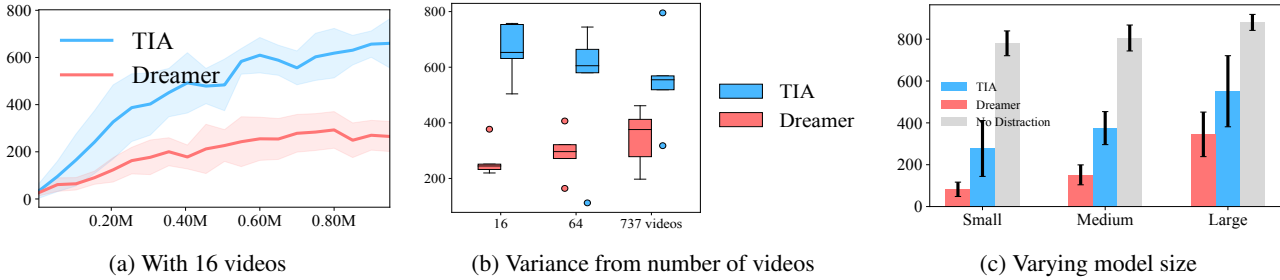 800
600
400
200
0
TIA
Dreamer
0.20M 0.40M 0.60M 0.80M
(a) With 16 videos
800
600
400
200
16 64 737 videos
TIA
Dreamer
(b) Variance from number of videos
800
600
400
200
0
TIA
Dreamer
No Distraction
Small Medium Large
(c) Varying model size